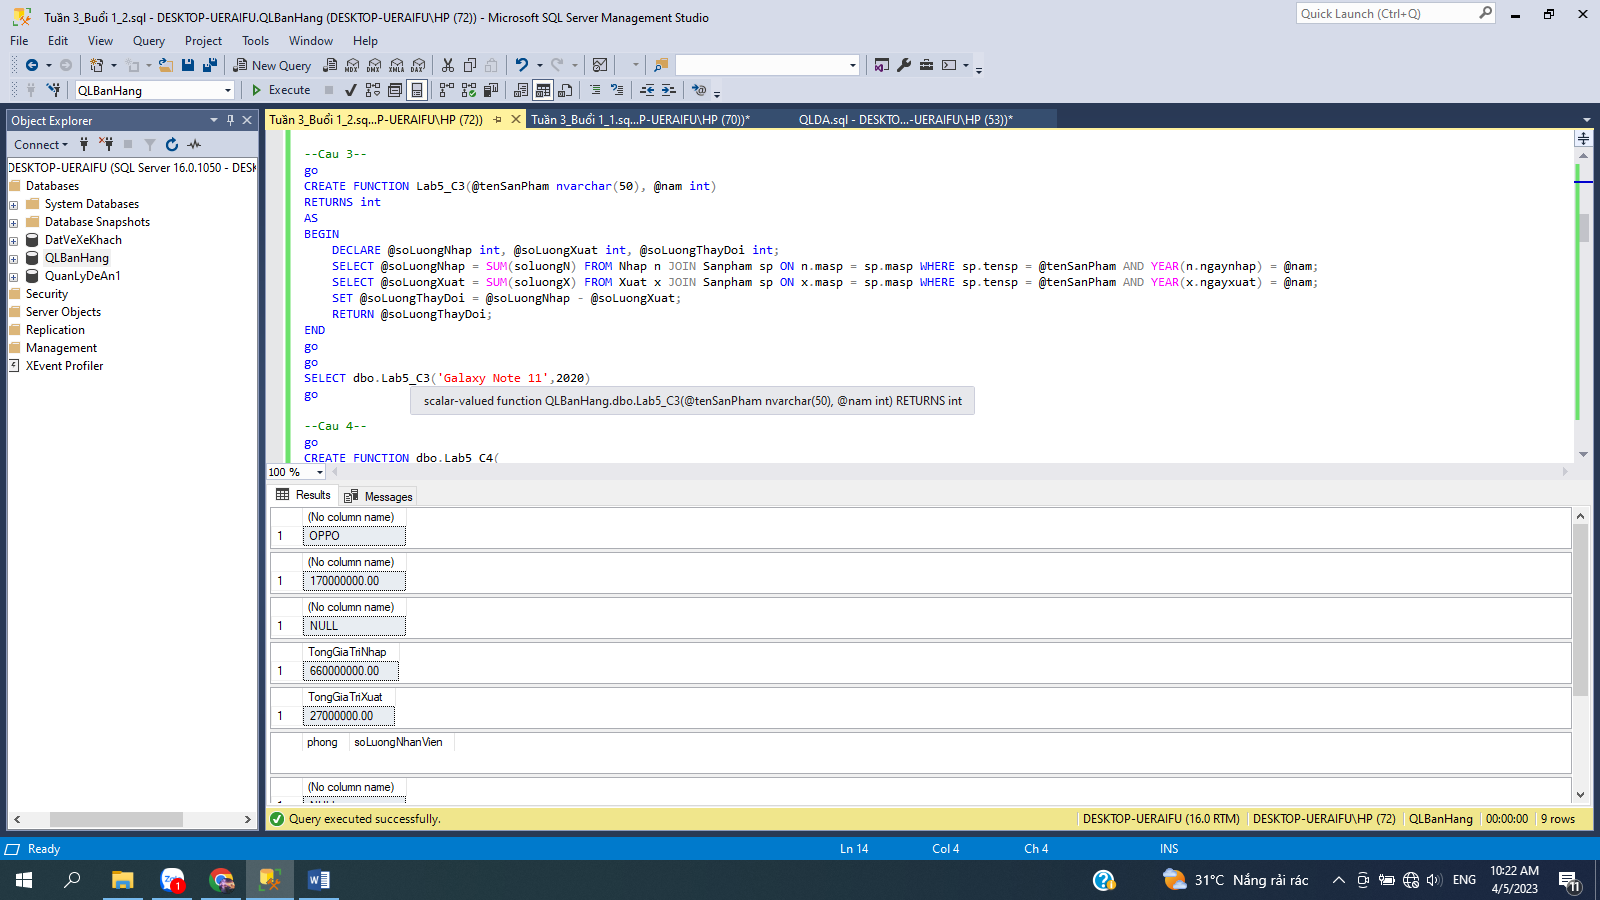 Tuần 3_Buổi 1_2.sql - DESKTOP-UERAIFU.QLBanHang (DESKTOP-UERAIFU\HP (72)) - Microsoft SQL Server Management Studio
Quick Launch (Ctrl+Q)
File Edit View Query Project Tools Window Help
New Query MDX DMX XMLA DAX
QLBanHang Execute
Object Explorer
Tuần 3_Buổi 1_2.sq...P-UERAIFU\HP (72)) Tuần 3_Buổi 1_1.sq...P-UERAIFU\HP (70))* QLDA.sql - DESKTO...-UERAIFU\HP (53))*
Connect
DESKTOP-UERAIFU (SQL Server 16.0.1050 - DESK
Databases
System Databases
Database Snapshots
DatVeXeKhach
QLBanHang
QuanLyDeAn1
Security
Server Objects
Replication
Management
XEvent Profiler
--Cau 3--
go
CREATE FUNCTION Lab5_C3(@tenSanPham nvarchar(50), @nam int)
RETURNS int
AS
BEGIN
DECLARE @soLuongNhap int, @soLuongXuat int, @soLuongThayDoi int;
SELECT @soLuongNhap = SUM(soluongN) FROM Nhap n JOIN Sanpham sp ON n.masp = sp.masp WHERE sp.tensp = @tenSanPham AND YEAR(n.ngaynhap) = @nam;
SELECT @soLuongXuat = SUM(soluongX) FROM Xuat x JOIN Sanpham sp ON x.masp = sp.masp WHERE sp.tensp = @tenSanPham AND YEAR(x.ngayxuat) = @nam;
SET @soLuongThayDoi = @soLuongNhap - @soLuongXuat;
RETURN @soLuongThayDoi;
END
go
go
SELECT dbo.Lab5_C3('Galaxy Note 11',2020)
go
scalar-valued function QLBanHang.dbo.Lab5_C3(@tenSanPham nvarchar(50), @nam int) RETURNS int
--Cau 4--
go
CREATE FUNCTION dbo.Lab5_C4(
100 %
Results Messages
(No column name)
1 OPPO
(No column name)
1 170000000.00
(No column name)
1 NULL
TongGiaTriNhap
1 660000000.00
TongGiaTriXuat
1 27000000.00
phong soLuongNhanVien
(No column name)
1 NULL
Query executed successfully. DESKTOP-UERAIFU (16.0 RTM) DESKTOP-UERAIFU\HP (72) QLBanHang 00:00:00 9 rows
Ready Ln 14 Col 4 Ch 4 INS
1 31°C Nắng rải rác ENG 10:22 AM
4/5/2023 11